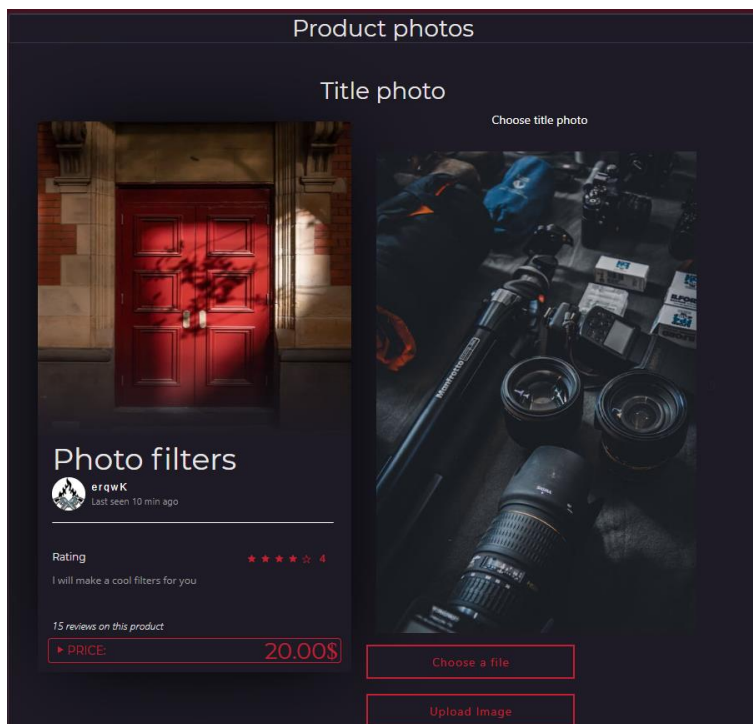 Product photos
Title photo
Choose title photo
Manfrotto
Photo filters
erqwK
Last seen 10 min ago
Rating
4
I will make a cool filters for you
15 reviews on this product
PRICE:
20.00$
Choose a file
Upload Image